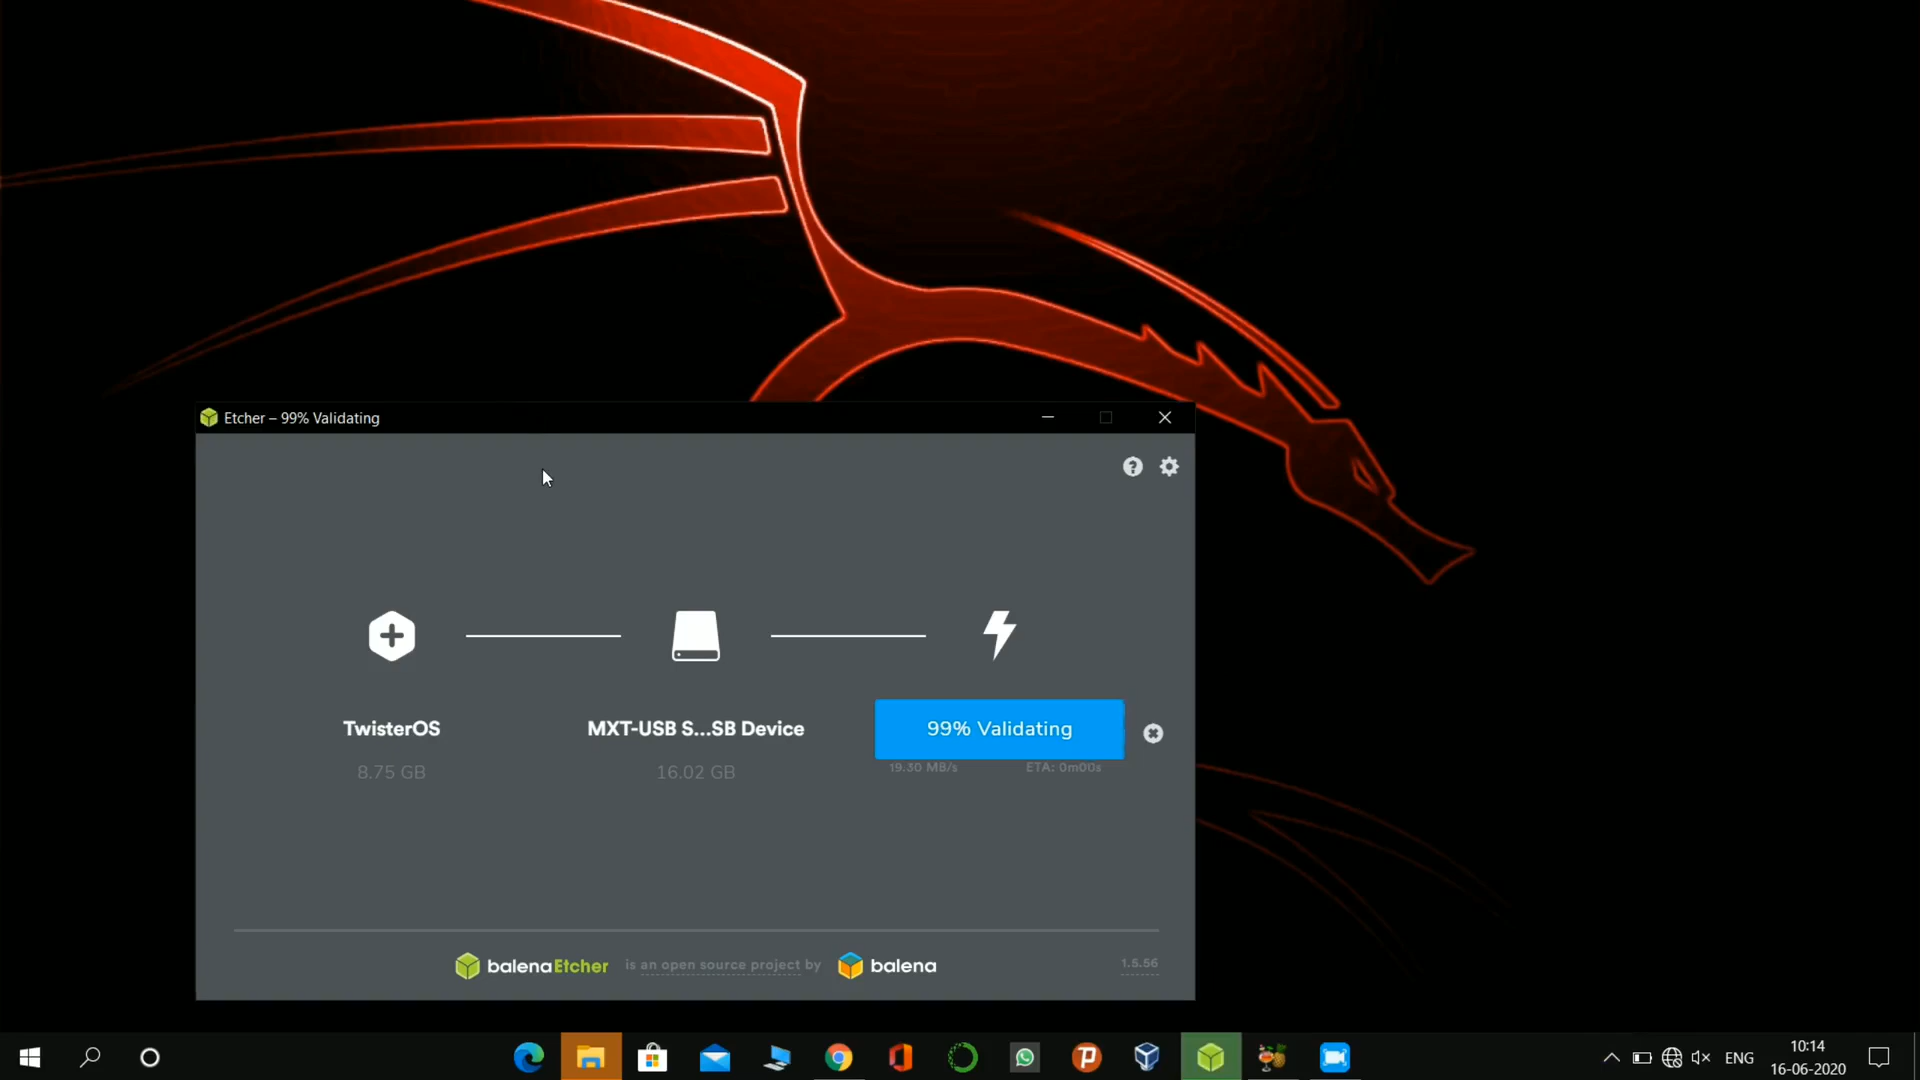 Etcher – 99% Validating
TwisterOS
8.75 GB
MXT-USB S...SB Device
16.02 GB
99% Validating
19.30 MB/s
ETA: 0m00s
balenaEtcher is an open source project by balena
1.5.56
ENG
10:14
16-06-2020